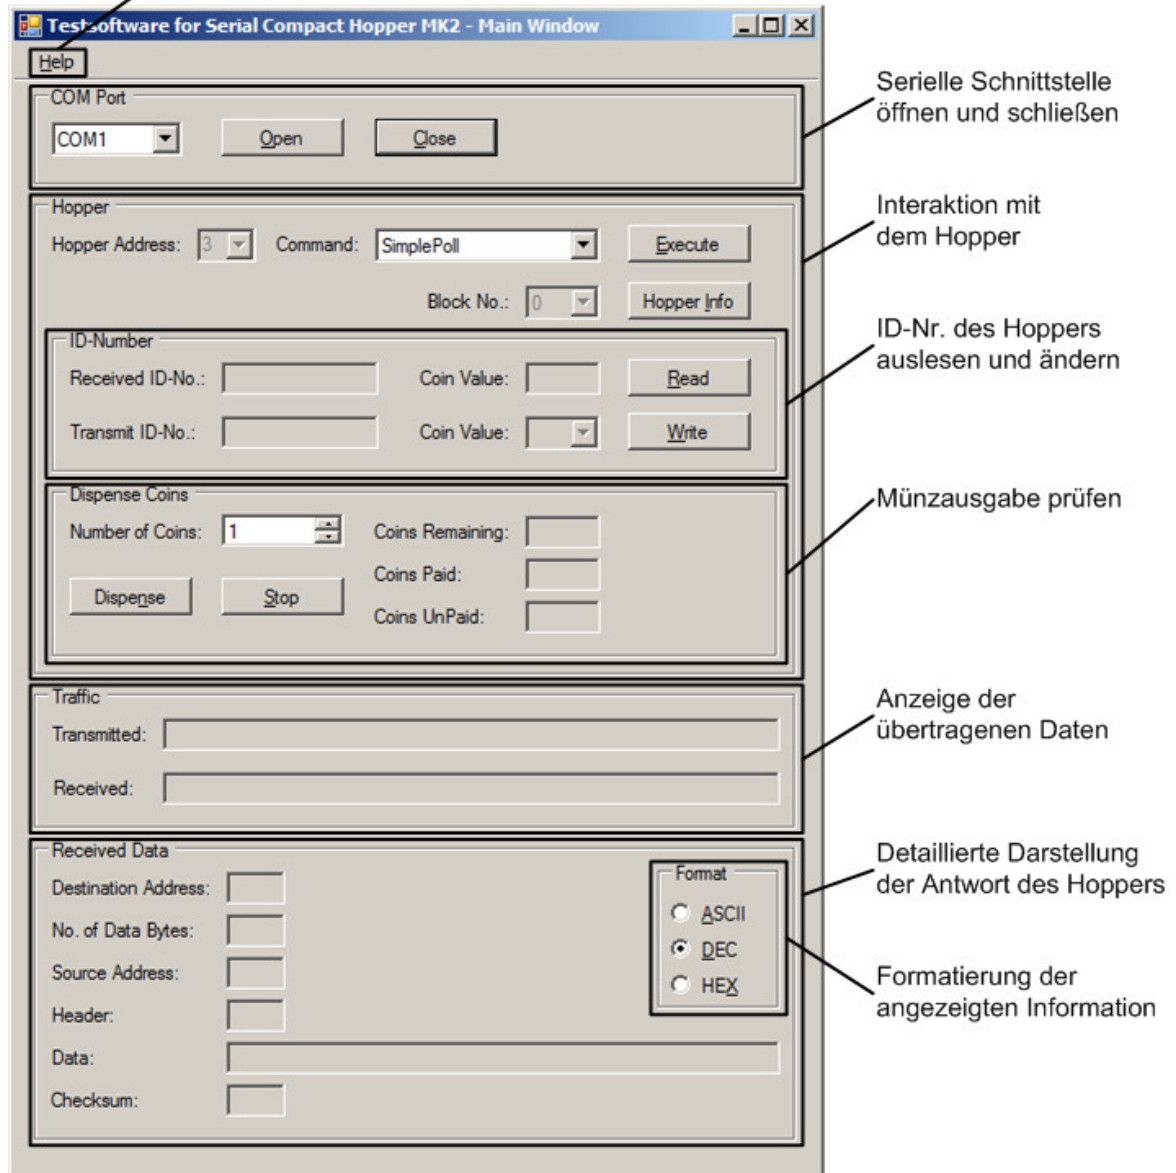 Testsoftware for Serial Compact Hopper MK2 - Main Window
Help
COM Port
COM1
Open
Close
Serielle Schnittstelle
öffnen und schließen
Hopper
Hopper Address: 3
Command: SimplePoll
Execute
Block No.: 0
Hopper Info
Interaktion mit
dem Hopper
ID-Number
Received ID-No.:
Coin Value:
Read
Transmit ID-No.:
Coin Value:
Write
ID-Nr. des Hoppers
auslesen und ändern
Dispense Coins
Number of Coins: 1
Coins Remaining:
Coins Paid:
Dispense
Stop
Coins UnPaid:
Münzausgabe prüfen
Traffic
Transmitted:
Received:
Anzeige der
übertragenen Daten
Received Data
Destination Address:
No. of Data Bytes:
Source Address:
Header:
Data:
Checksum:
Format
ASCII
DEC
HEX
Detaillierte Darstellung
der Antwort des Hoppers
Formatierung der
angezeigten Information